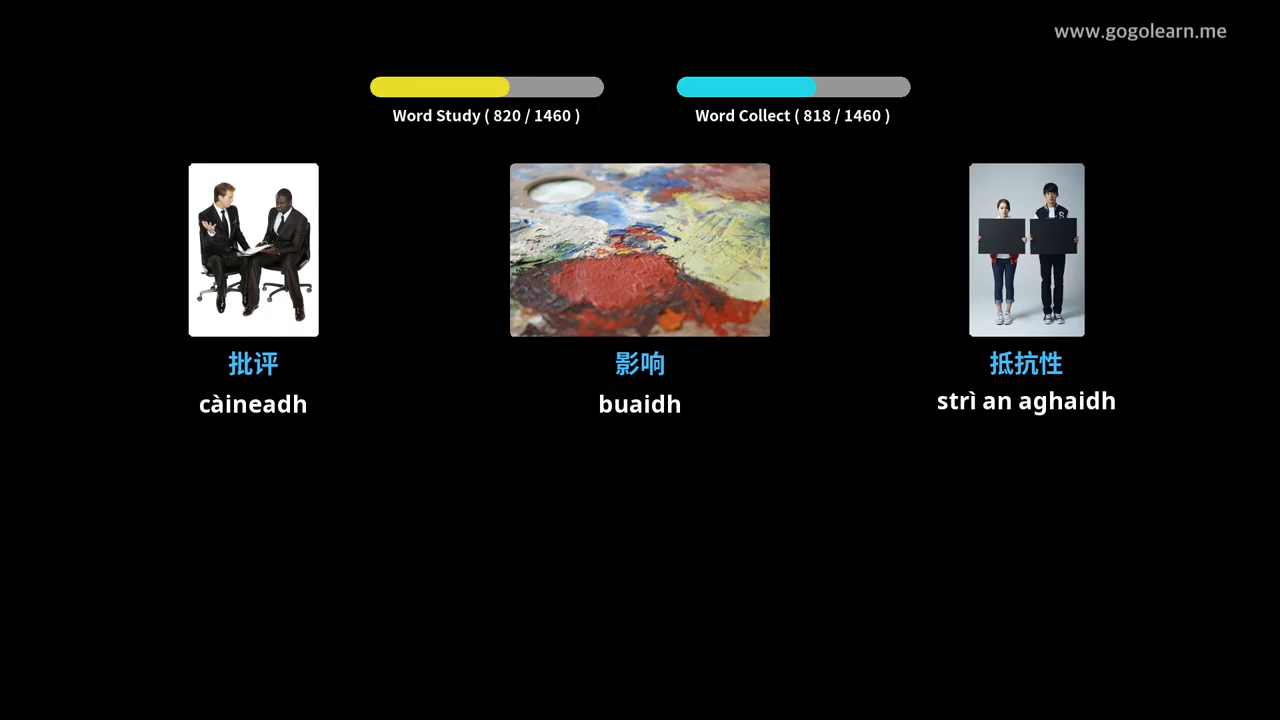 www.gogolearn.me
Word Study ( 820 / 1460 )
Word Collect ( 818 / 1460 )
批评
影响
抵抗性
càineadh
buaidh
strì an aghaidh